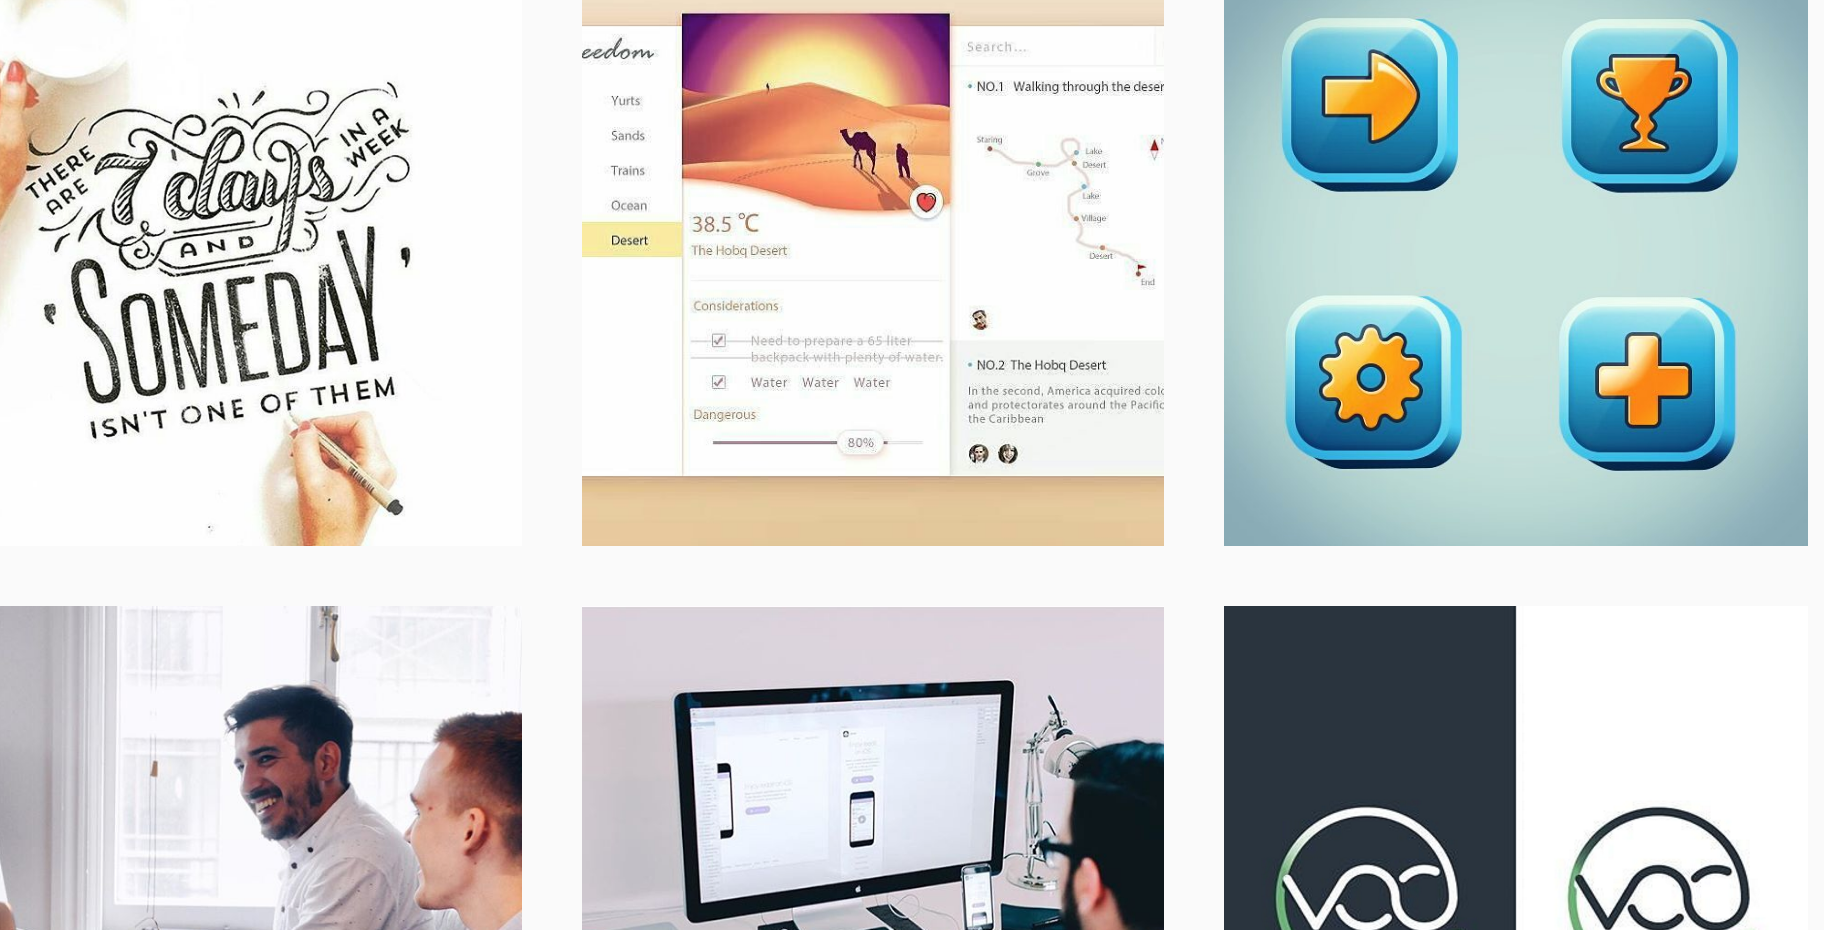 THERE ARE
7 days
IN A WEEK
AND
'SOMEDAY'
ISN'T ONE OF THEM
eedom
Yurts
Sands
Trains
Ocean
Desert
38.5 ℃
The Hobq Desert
Considerations
Need to prepare a 65 liter
backpack with plenty of water.
Water Water Water
Dangerous
80%
Search...
NO.1 Walking through the deser
Staring
Grove
Lake
Desert
Lake
Village
Desert
End
NO.2 The Hobq Desert
In the second, America acquired colo
and protectorates around the Pacific
the Caribbean